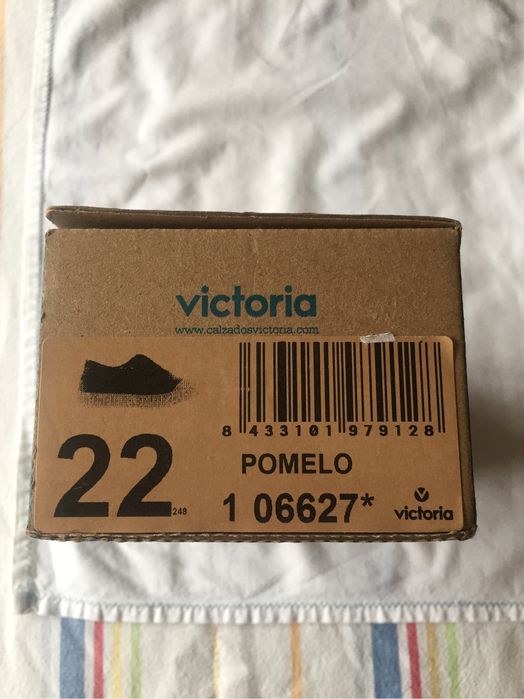 victoria
www.calzadosvictoria.com
8 433101 979128
22
248
POMELO
1 06627*
victoria